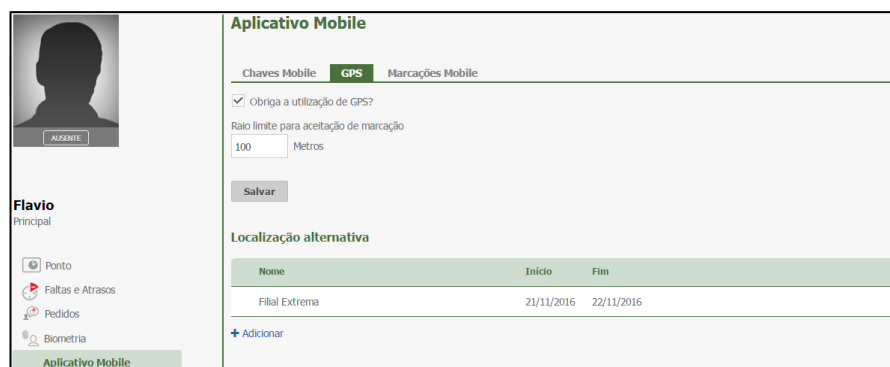 AUSENTE
Flavio
Principal
Ponto
Faltas e Atrasos
Pedidos
Biometria
Aplicativo Mobile
Aplicativo Mobile
Chaves Mobile GPS Marcações Mobile
Obriga a utilização de GPS?
Raio limite para aceitação de marcação
100 Metros
Salvar
Localização alternativa
Nome Início Fim
Filial Extrema 21/11/2016 22/11/2016
+ Adicionar